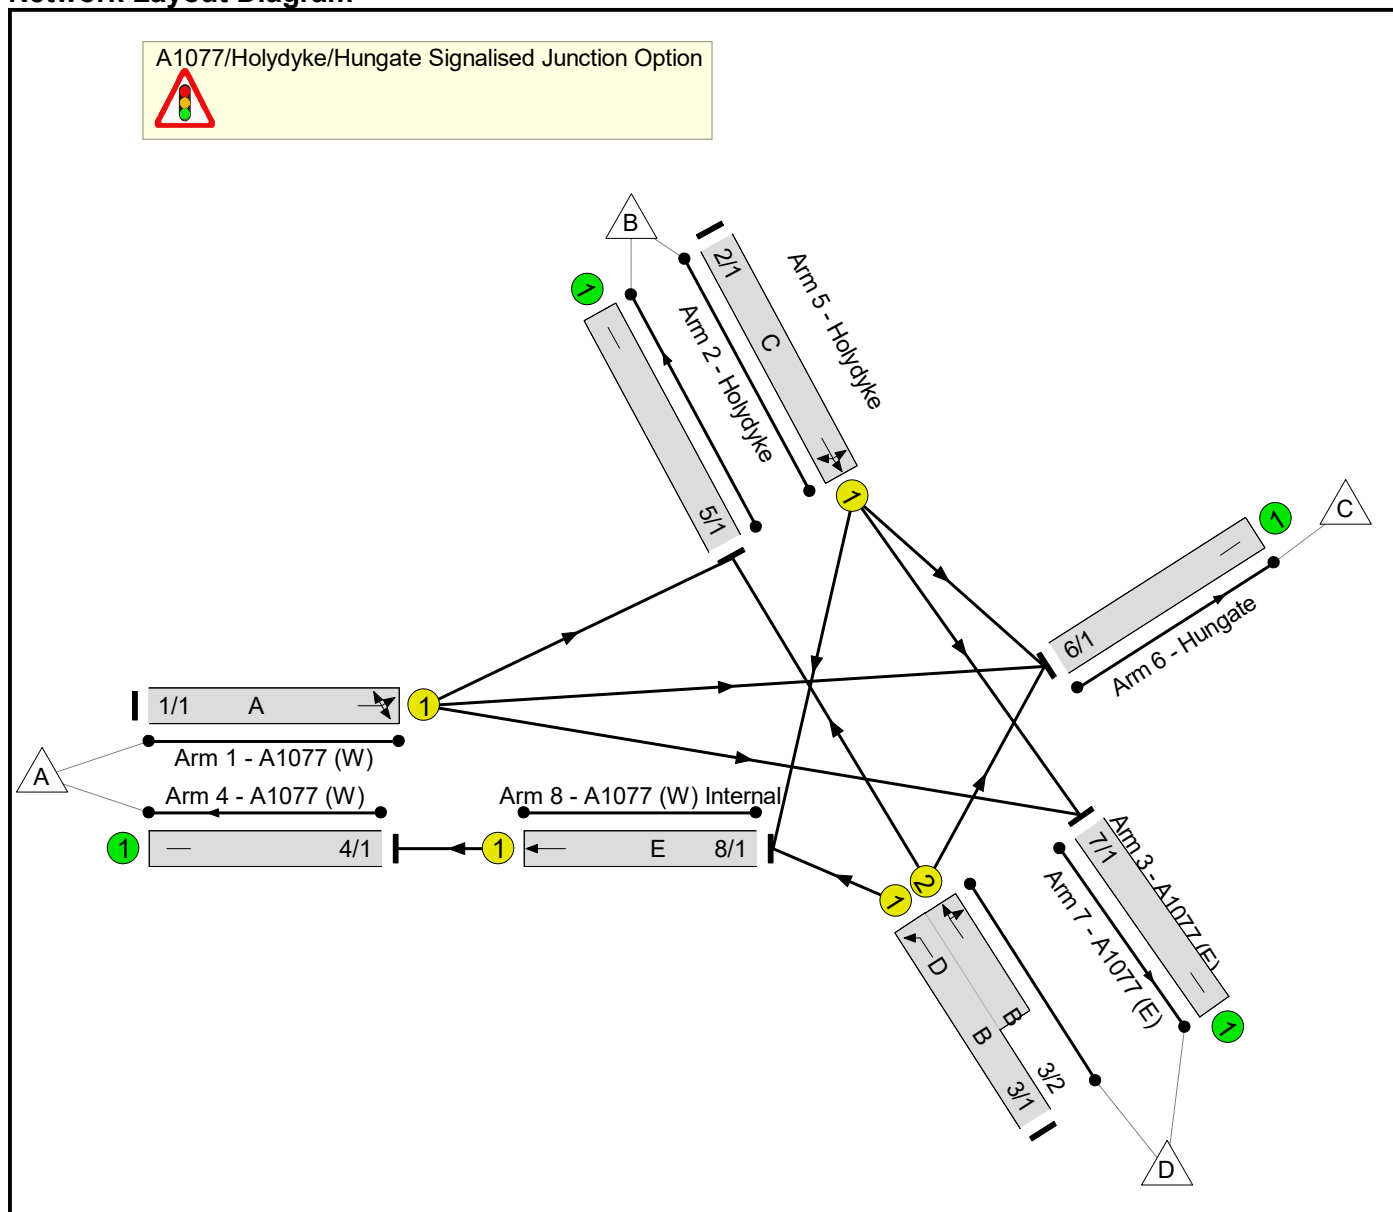 Network Layout Diagram
A1077/Holydyke/Hungate Signalised Junction Option
B
1
2/1
C
Arm 5 - Holydyke
Arm 2 - Holydyke
5/1
1
C
1
6/1
Arm 6 - Hungate
1/1
A
1
Arm 1 - A1077 (W)
A
Arm 4 - A1077 (W)
Arm 8 - A1077 (W) Internal
1
4/1
1
E
8/1
7/1
Arm 3 - A1077 (E)
Arm 7 - A1077 (E)
1
2
1
D
B
B
3/2
3/1
D